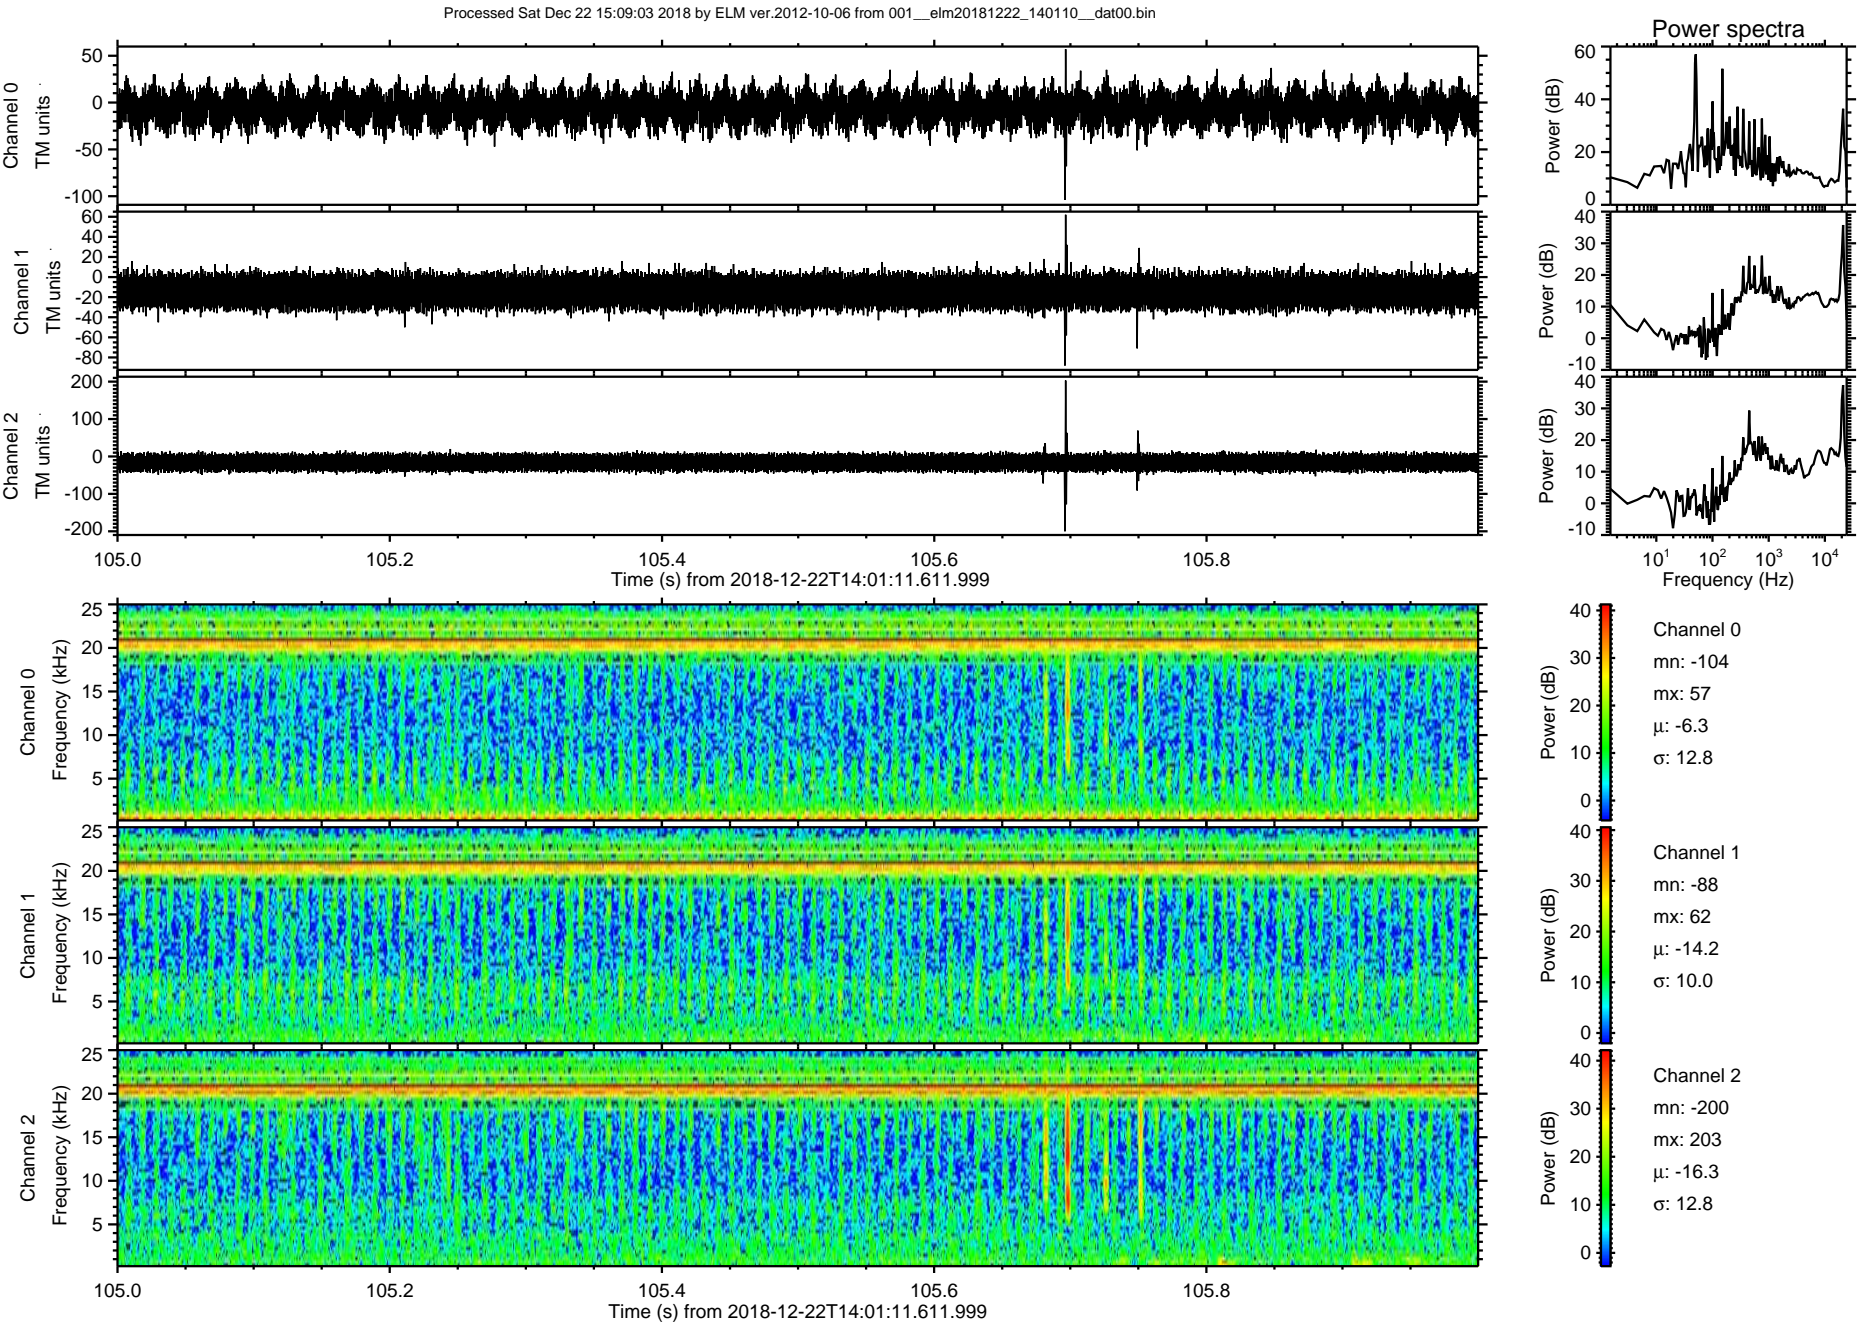 Processed Sat Dec 22 15:09:03 2018 by ELM ver.2012-10-06 from 001__elm20181222_140110__dat00.bin
Power spectra
Channel 0
TM units
50
0
-50
-100
Power (dB)
60
40
20
0
Channel 1
TM units
60
40
20
0
-20
-40
-60
-80
Power (dB)
40
30
20
10
0
-10
Channel 2
TM units
200
100
0
-100
-200
Power (dB)
40
30
20
10
0
-10
105.0 105.2 105.4 105.6 105.8
Time (s) from 2018-12-22T14:01:11.611.999
10¹ 10² 10³ 10⁴
Frequency (Hz)
Channel 0
Frequency (kHz)
25
20
15
10
5
Power (dB)
40
30
20
10
0
Channel 0
mn: -104
mx: 57
μ: -6.3
σ: 12.8
Channel 1
Frequency (kHz)
25
20
15
10
5
Power (dB)
40
30
20
10
0
Channel 1
mn: -88
mx: 62
μ: -14.2
σ: 10.0
Channel 2
Frequency (kHz)
25
20
15
10
5
Power (dB)
40
30
20
10
0
Channel 2
mn: -200
mx: 203
μ: -16.3
σ: 12.8
105.0 105.2 105.4 105.6 105.8
Time (s) from 2018-12-22T14:01:11.611.999